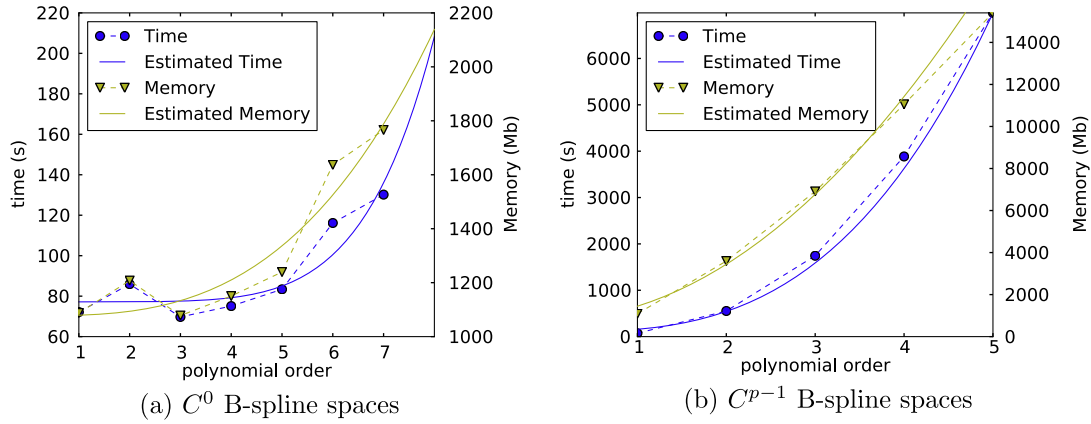 220
200
180
160
140
120
100
80
60
time (s)
Time
Estimated Time
Memory
Estimated Memory
2200
2000
1800
1600
1400
1200
1000
Memory (Mb)
1 2 3 4 5 6 7
polynomial order
(a) C⁰ B-spline spaces
6000
5000
4000
3000
2000
1000
0
time (s)
Time
Estimated Time
Memory
Estimated Memory
14000
12000
10000
8000
6000
4000
2000
0
Memory (Mb)
1 2 3 4 5
polynomial order
(b) Cᵖ⁻¹ B-spline spaces